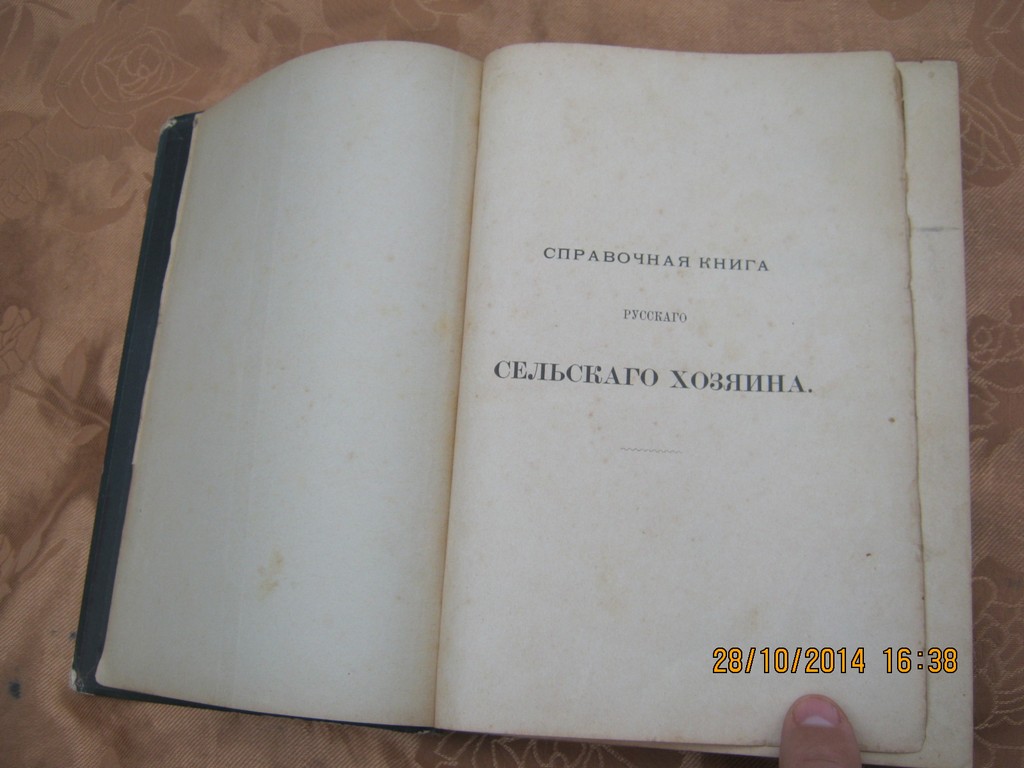 СПРАВОЧНАЯ КНИГА
РУССКАГО
СЕЛЬСКАГО ХОЗЯИНА.
28/10/2014 16:38